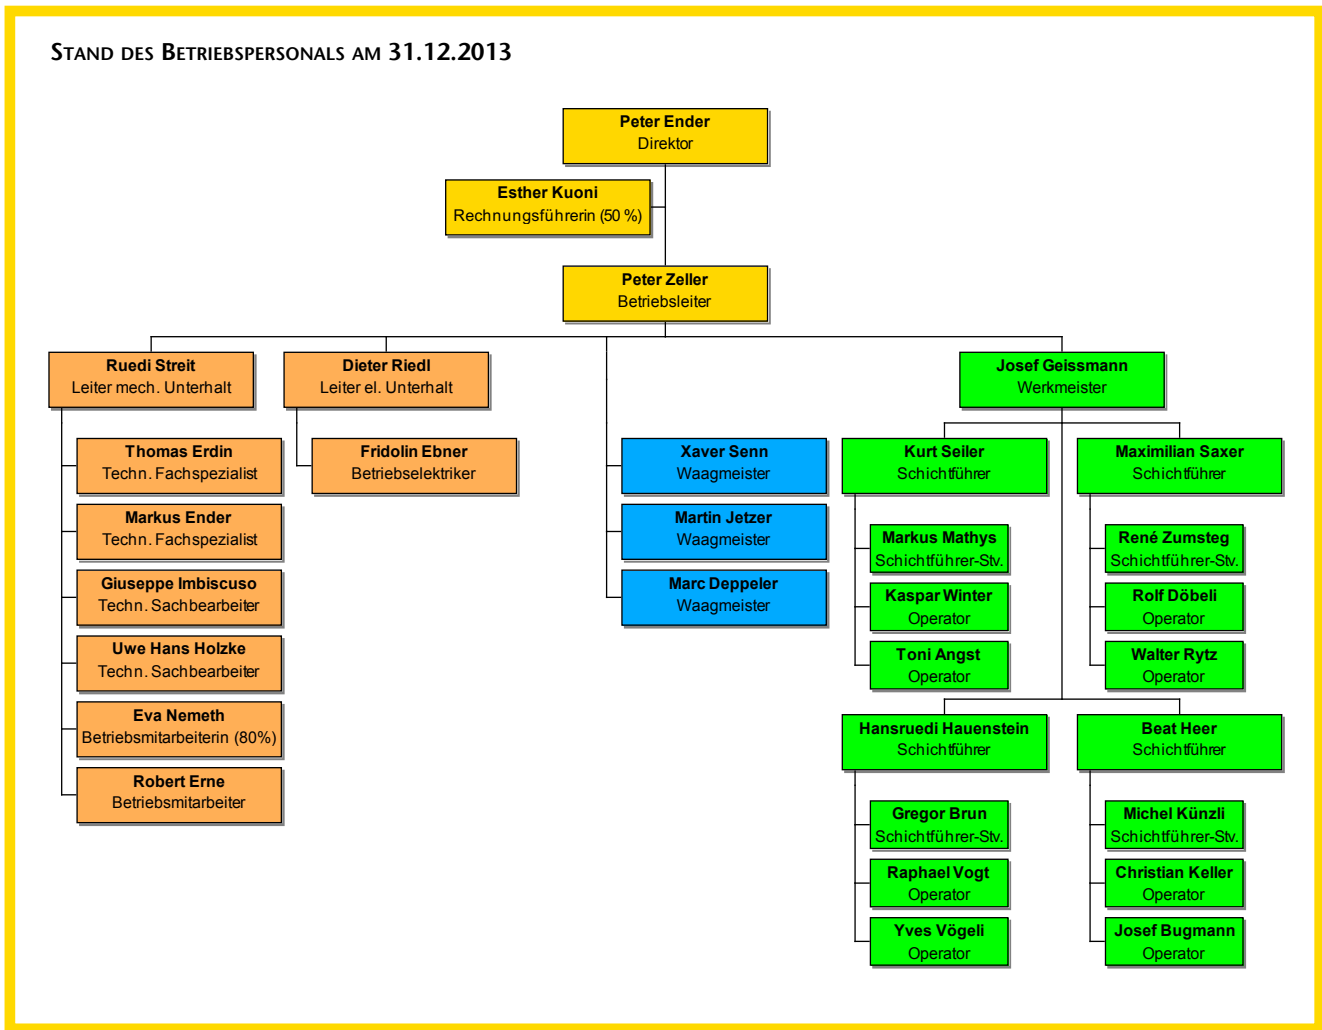 STAND DES BETRIEBSPERSONALS AM 31.12.2013
Peter Ender
Direktor
Esther Kuoni
Rechnungsführerin (50 %)
Peter Zeller
Betriebsleiter
Ruedi Streit
Leiter mech. Unterhalt
Dieter Riedl
Leiter el. Unterhalt
Josef Geissmann
Werkmeister
Thomas Erdin
Techn. Fachspezialist
Markus Ender
Techn. Fachspezialist
Giuseppe Imbiscuso
Techn. Sachbearbeiter
Uwe Hans Holzke
Techn. Sachbearbeiter
Eva Nemeth
Betriebsmitarbeiterin (80%)
Robert Erne
Betriebsmitarbeiter
Fridolin Ebner
Betriebselektriker
Xaver Senn
Waagmeister
Martin Jetzer
Waagmeister
Marc Deppeler
Waagmeister
Kurt Seiler
Schichtführer
Markus Mathys
Schichtführer-Stv.
Kaspar Winter
Operator
Toni Angst
Operator
Maximilian Saxer
Schichtführer
René Zumsteg
Schichtführer-Stv.
Rolf Döbeli
Operator
Walter Rytz
Operator
Hansruedi Hauenstein
Schichtführer
Gregor Brun
Schichtführer-Stv.
Raphael Vogt
Operator
Yves Vögeli
Operator
Beat Heer
Schichtführer
Michel Künzli
Schichtführer-Stv.
Christian Keller
Operator
Josef Bugmann
Operator